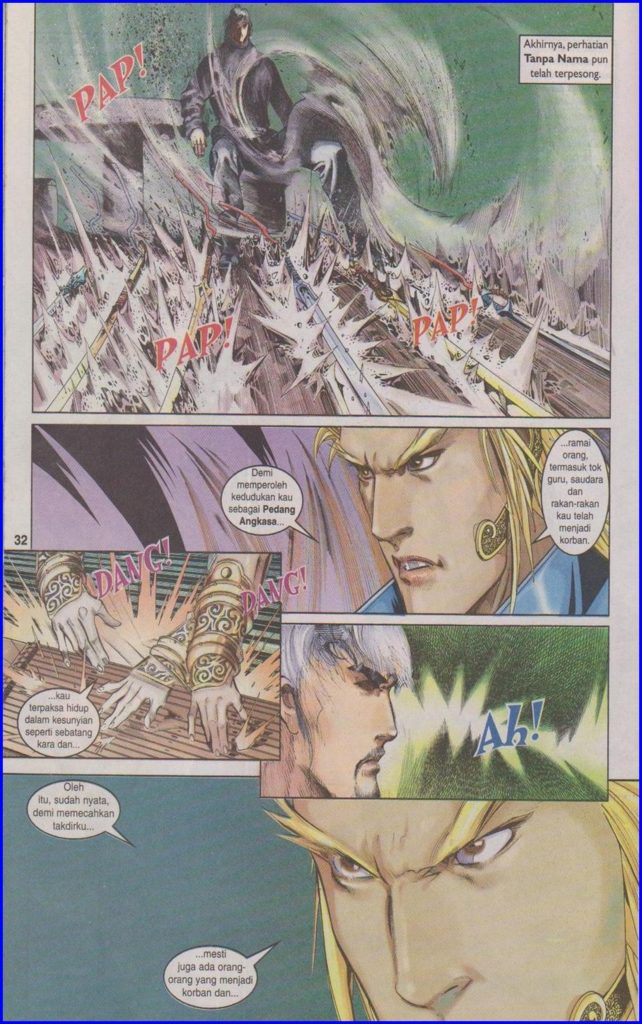 Akhirnya, perhatian
Tanpa Nama pun
telah terpesong.
PAP!
PAP!
PAP!
Demi
memperoleh
kedudukan kau
sebagai Pedang
Angkasa...
...ramai
orang,
termasuk tok
guru, saudara
dan
rakan-rakan
kau telah
menjadi
korban.
32
DANG!
DANG!
...kau
terpaksa hidup
dalam kesunyian
seperti sebatang
kara dan...
Ah!
Oleh
itu, sudah nyata,
demi memecahkan
takdirku...
...mesti
juga ada orang-
orang yang menjadi
korban dan...